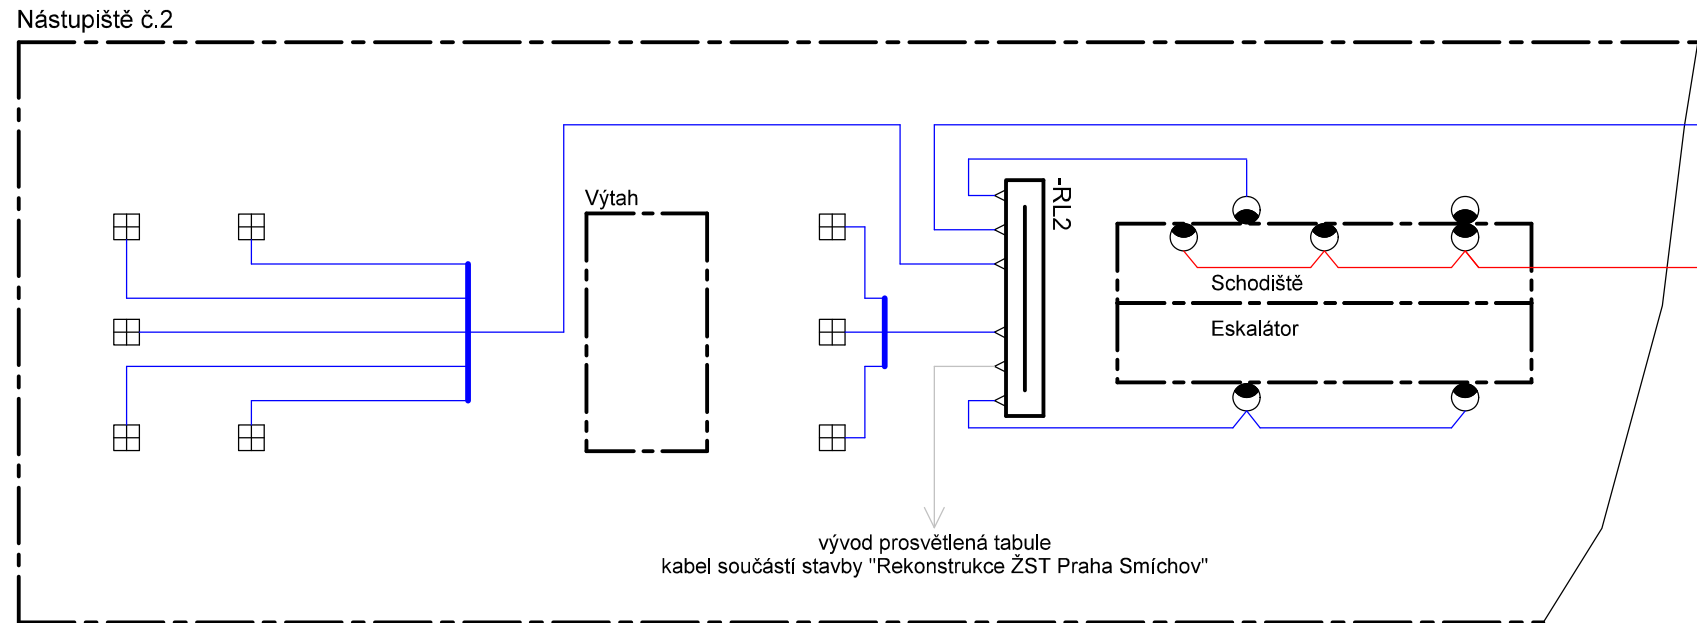 Nástupiště č.2
Výtah
-RL2
Schodiště
Eskalátor
vývod prosvětlená tabule
kabel součástí stavby "Rekonstrukce ŽST Praha Smíchov"